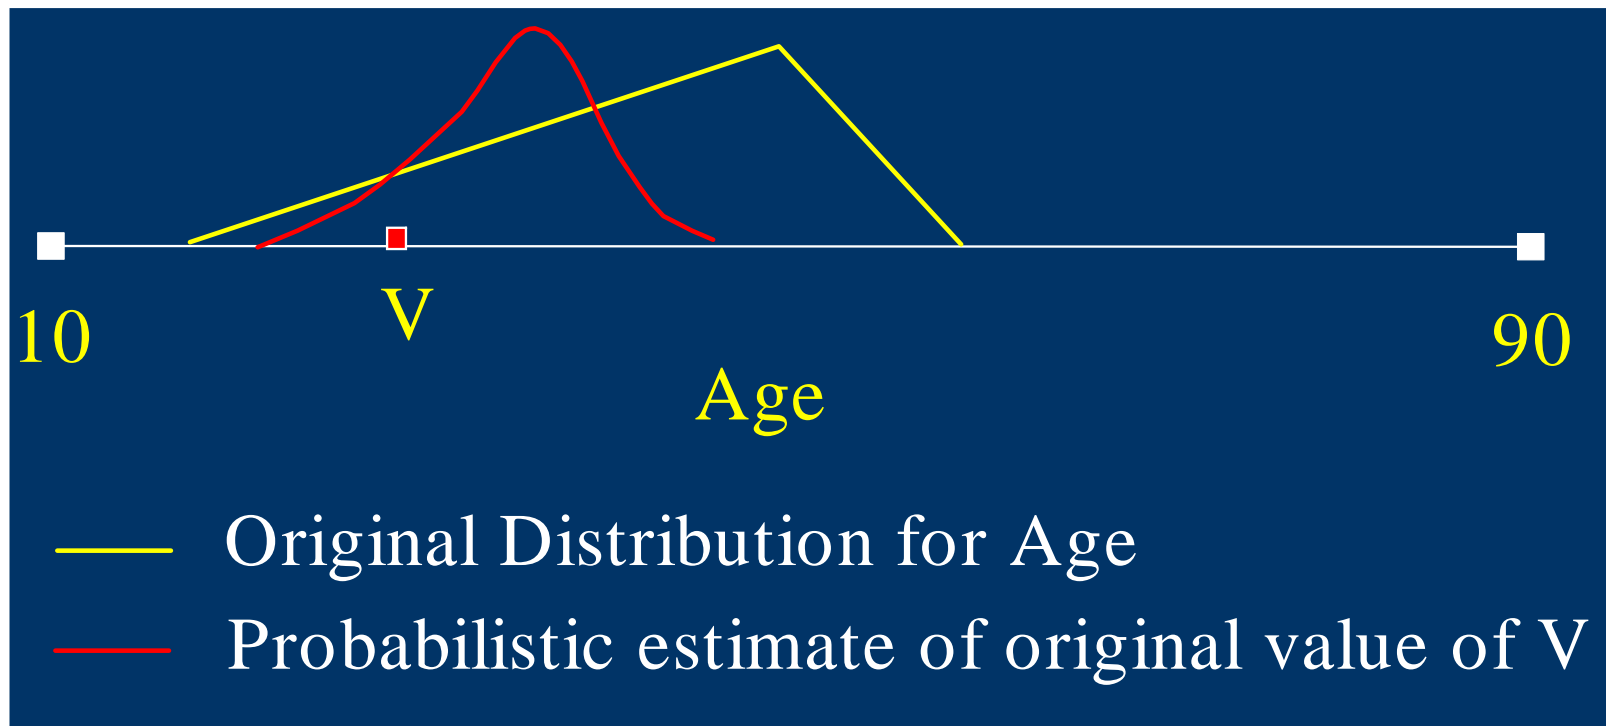 V
10
90
Age
Original Distribution for Age
Probabilistic estimate of original value of V